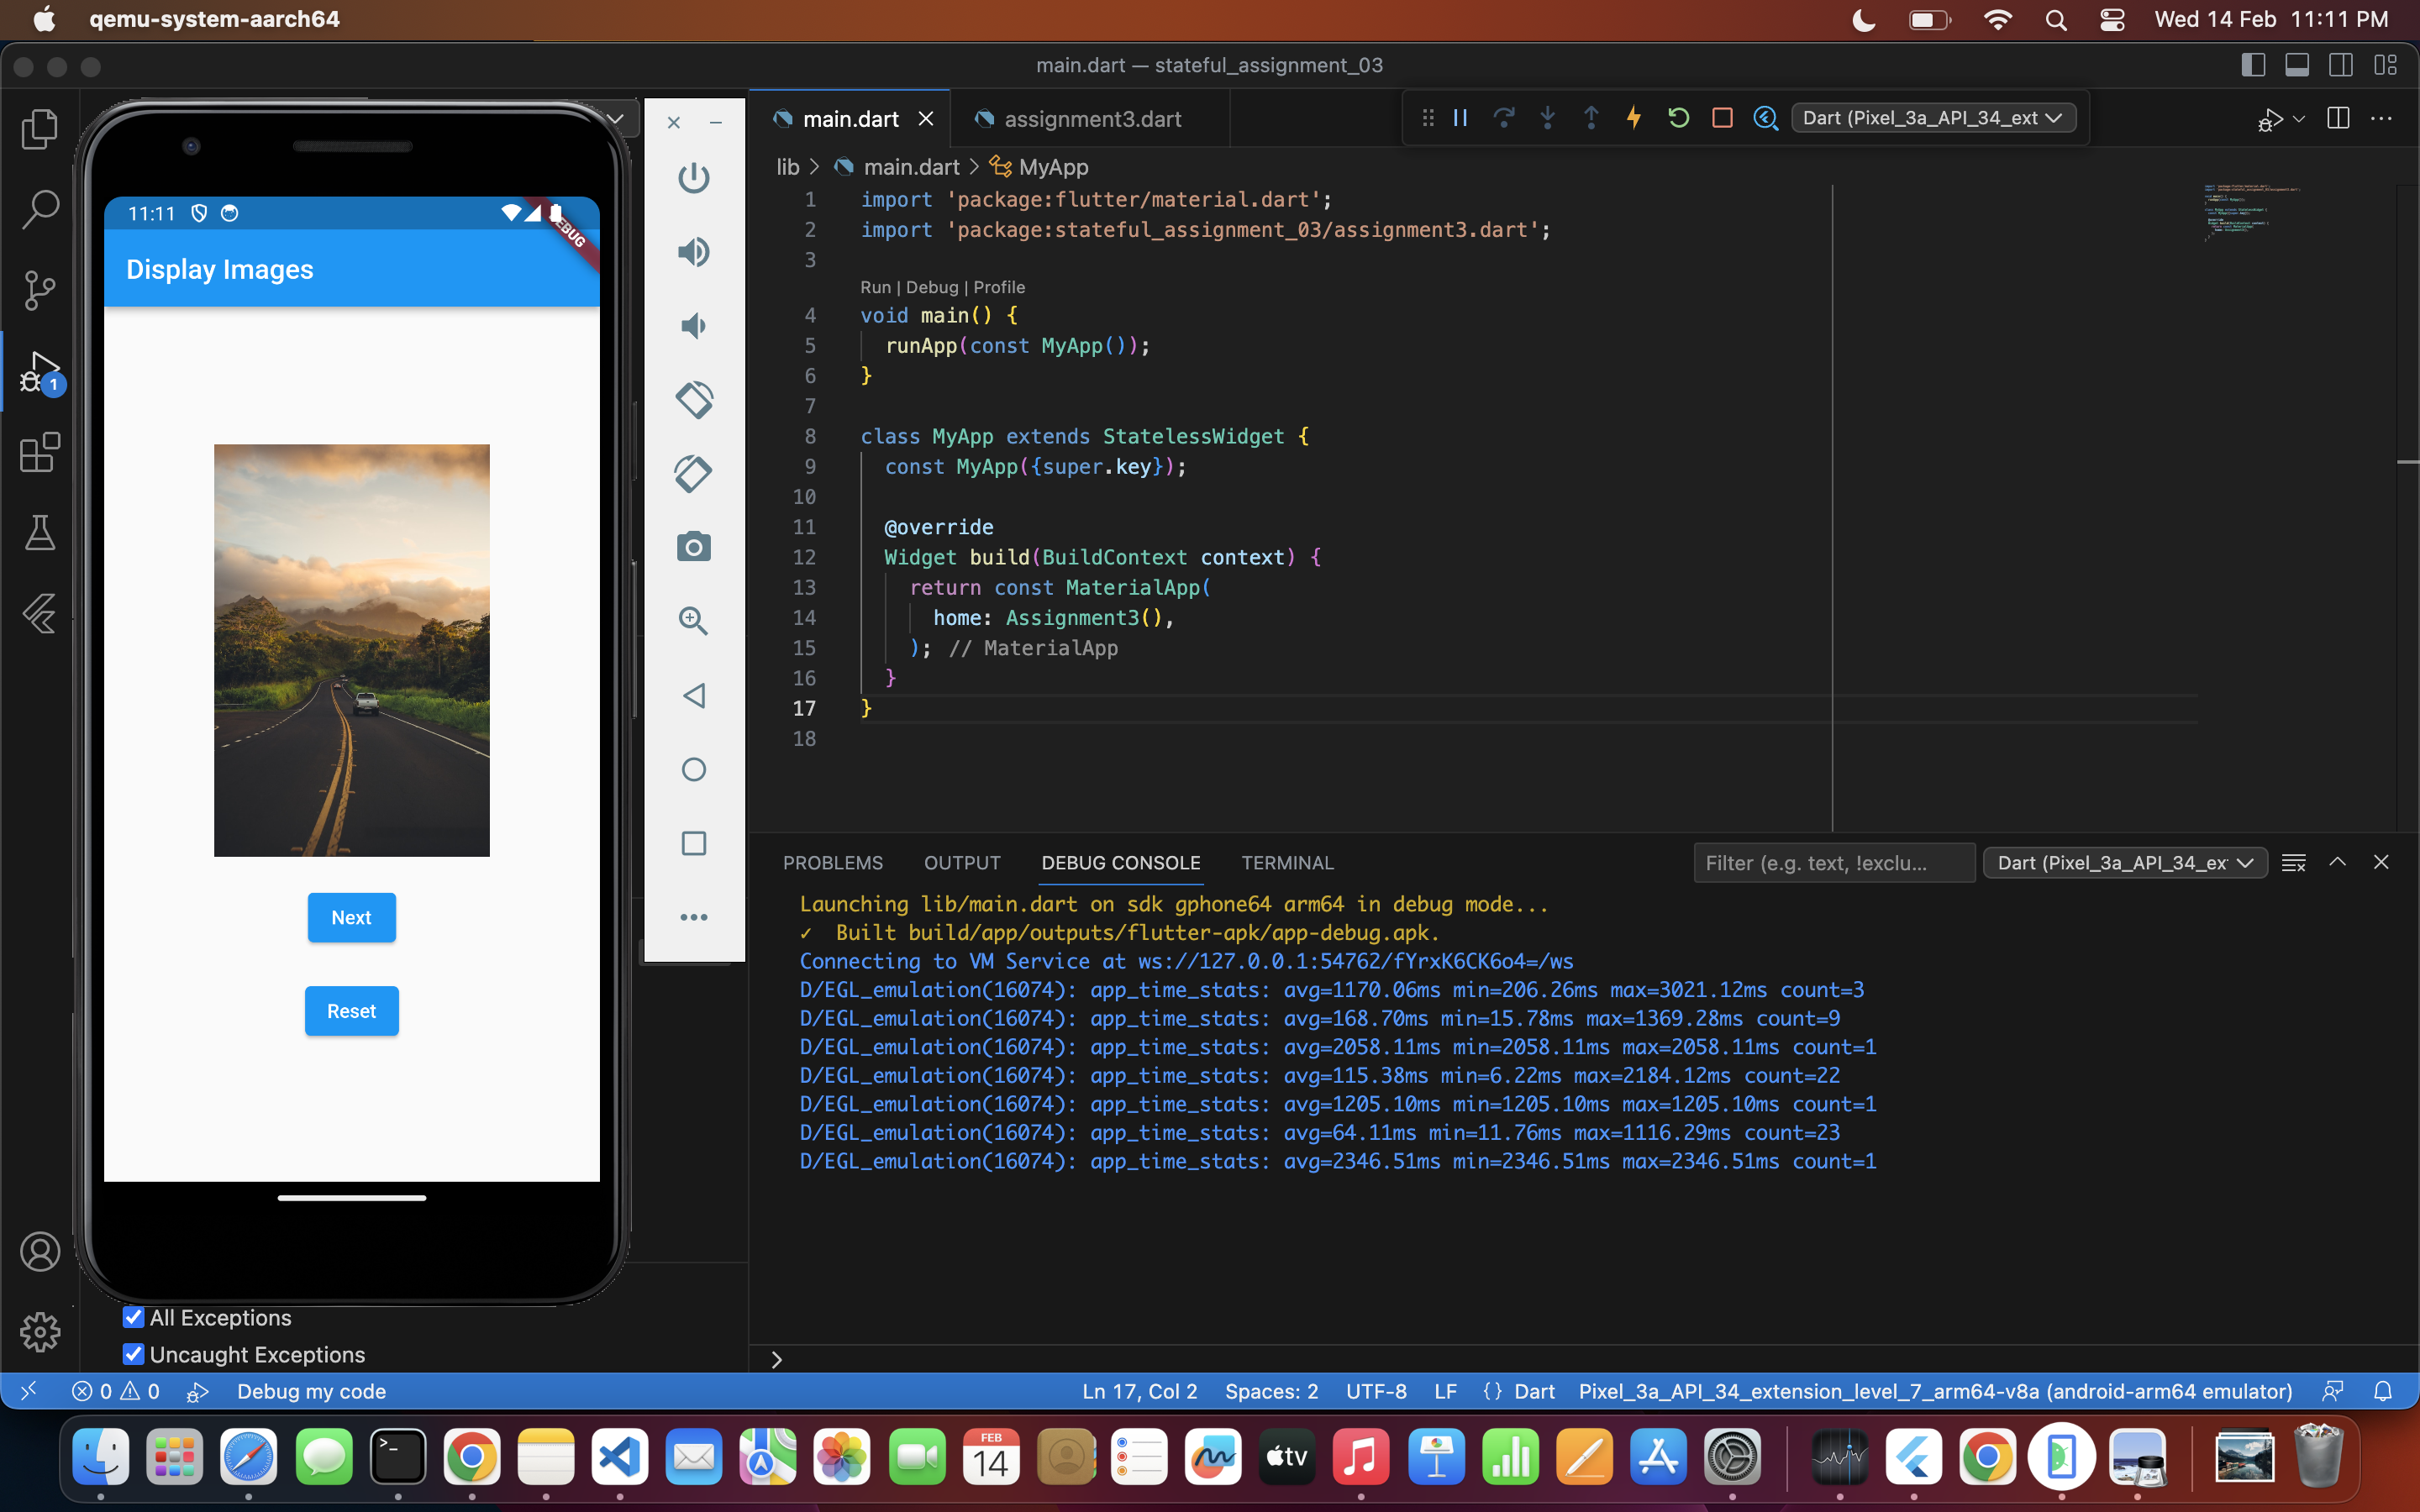 qemu-system-aarch64
Wed 14 Feb 11:11 PM
main.dart — stateful_assignment_03
11:11
Display Images
Next
Reset
1
All Exceptions
Uncaught Exceptions
main.dart
assignment3.dart
Dart (Pixel_3a_API_34_ext
lib > main.dart > MyApp
1 import 'package:flutter/material.dart';
2 import 'package:stateful_assignment_03/assignment3.dart';
3
Run | Debug | Profile
4 void main() {
5 runApp(const MyApp());
6 }
7
8 class MyApp extends StatelessWidget {
9 const MyApp({super.key});
10
11 @override
12 Widget build(BuildContext context) {
13 return const MaterialApp(
14 home: Assignment3(),
15 ); // MaterialApp
16 }
17 }
18
PROBLEMS OUTPUT DEBUG CONSOLE TERMINAL
Filter (e.g. text, !exclu...
Dart (Pixel_3a_API_34_ex
Launching lib/main.dart on sdk gphone64 arm64 in debug mode...
✓ Built build/app/outputs/flutter-apk/app-debug.apk.
Connecting to VM Service at ws://127.0.0.1:54762/fYrxK6CK6o4=/ws
D/EGL_emulation(16074): app_time_stats: avg=1170.06ms min=206.26ms max=3021.12ms count=3
D/EGL_emulation(16074): app_time_stats: avg=168.70ms min=15.78ms max=1369.28ms count=9
D/EGL_emulation(16074): app_time_stats: avg=2058.11ms min=2058.11ms max=2058.11ms count=1
D/EGL_emulation(16074): app_time_stats: avg=115.38ms min=6.22ms max=2184.12ms count=22
D/EGL_emulation(16074): app_time_stats: avg=1205.10ms min=1205.10ms max=1205.10ms count=1
D/EGL_emulation(16074): app_time_stats: avg=64.11ms min=11.76ms max=1116.29ms count=23
D/EGL_emulation(16074): app_time_stats: avg=2346.51ms min=2346.51ms max=2346.51ms count=1
>
0 0 Debug my code
Ln 17, Col 2 Spaces: 2 UTF-8 LF {} Dart Pixel_3a_API_34_extension_level_7_arm64-v8a (android-arm64 emulator)
FEB
14
tv